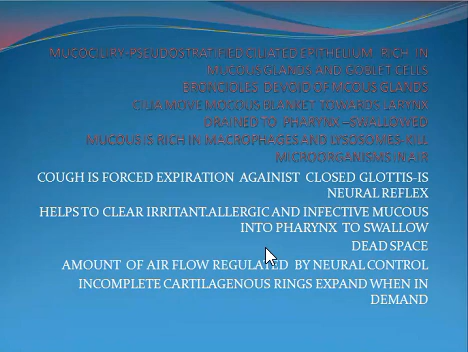 MUCOCILIRY-PSEUDOSTRATIFIED CILIATED EPITHELIUM RICH IN
MUCOUS GLANDS AND GOBLET CELLS
BRONCIOLES DEVOID OF MCOUS GLANDS
CILIA MOVE MOCOUS BLANKET TOWARDS LARYNX
DRAINED TO PHARYNX -SWALLOWED
MUCOUS IS RICH IN MACROPHAGES AND LYSOSOMES-KILL
MICROORGANISMS IN AIR
COUGH IS FORCED EXPIRATION AGAINIST CLOSED GLOTTIS-IS
NEURAL REFLEX
HELPS TO CLEAR IRRITANT.ALLERGIC AND INFECTIVE MUCOUS
INTO PHARYNX TO SWALLOW
DEAD SPACE
AMOUNT OF AIR FLOW REGULATED BY NEURAL CONTROL
INCOMPLETE CARTILAGENOUS RINGS EXPAND WHEN IN
DEMAND